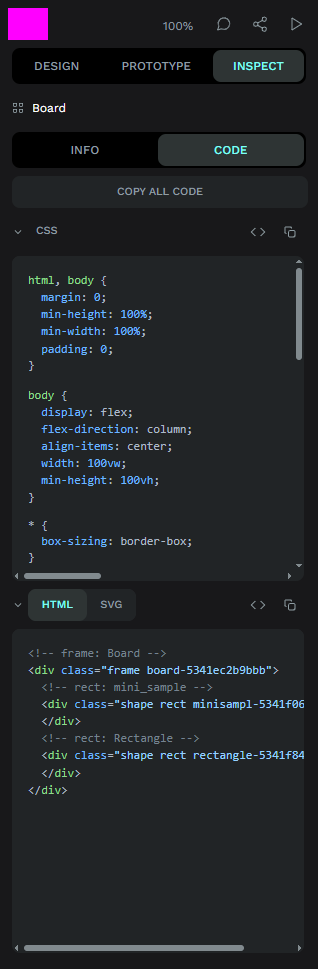 100%
DESIGN PROTOTYPE INSPECT
Board
INFO CODE
COPY ALL CODE
CSS
html, body {
  margin: 0;
  min-height: 100%;
  min-width: 100%;
  padding: 0;
}
body {
  display: flex;
  flex-direction: column;
  align-items: center;
  width: 100vw;
  min-height: 100vh;
}
* {
  box-sizing: border-box;
}
HTML SVG
<!-- frame: Board -->
<div class="frame board-5341ec2b9bbb">
  <!-- rect: mini_sample -->
  <div class="shape rect minisampl-5341f06
  </div>
  <!-- rect: Rectangle -->
  <div class="shape rect rectangle-5341f84
  </div>
</div>